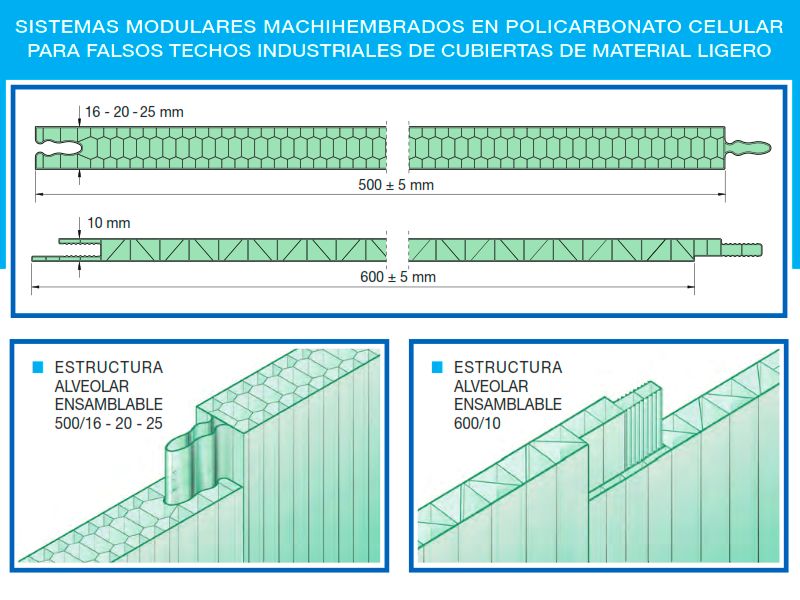 SISTEMAS MODULARES MACHIHEMBRADOS EN POLICARBONATO CELULAR
PARA FALSOS TECHOS INDUSTRIALES DE CUBIERTAS DE MATERIAL LIGERO
16 - 20 - 25 mm
500 ± 5 mm
10 mm
600 ± 5 mm
ESTRUCTURA
ALVEOLAR
ENSAMBLABLE
500/16 - 20 - 25
ESTRUCTURA
ALVEOLAR
ENSAMBLABLE
600/10